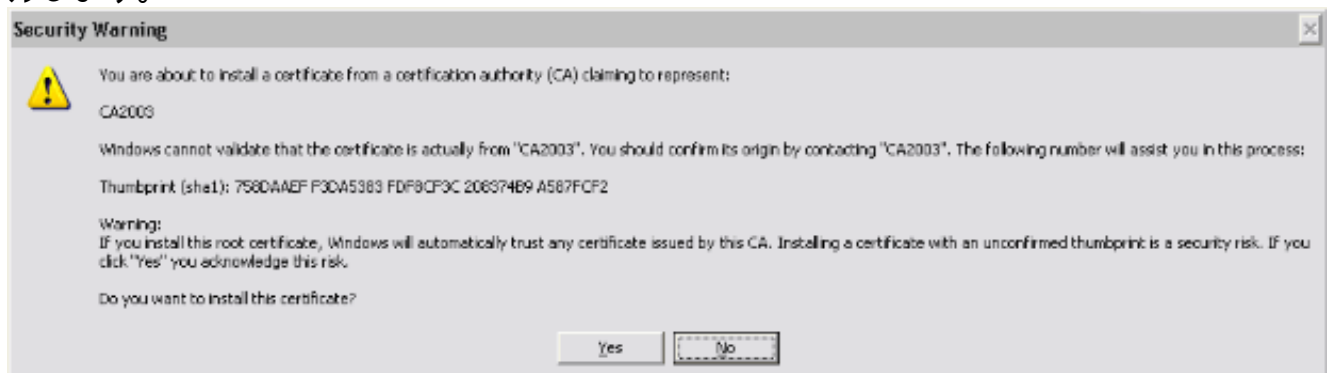 Security Warning
You are about to install a certificate from a certification authority (CA) claiming to represent:
CA2003
Windows cannot validate that the certificate is actually from "CA2003". You should confirm its origin by contacting "CA2003". The following number will assist you in this process:
Thumbprint (sha1): 758DAAEF F3DA5383 FDF8CF3C 208374B9 A587FCF2
Warning:
If you install this root certificate, Windows will automatically trust any certificate issued by this CA. Installing a certificate with an unconfirmed thumbprint is a security risk. If you
click "Yes" you acknowledge this risk.
Do you want to install this certificate?
Yes No